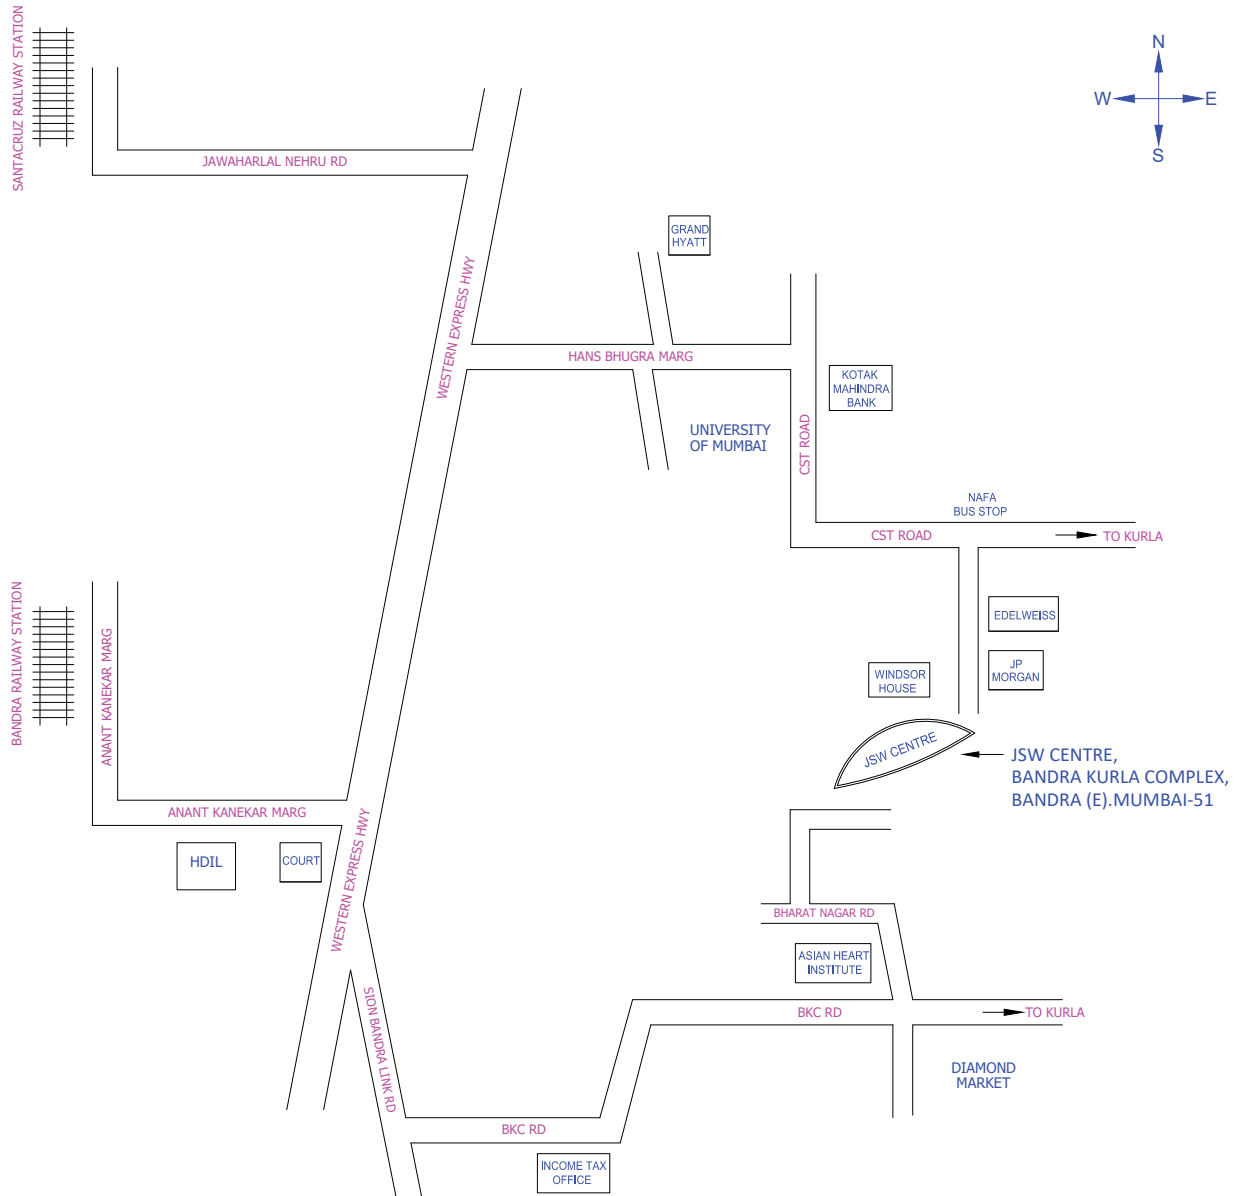 SANTACRUZ RAILWAY STATION
N
W
E
S
JAWAHARLAL NEHRU RD
GRAND
HYATT
WESTERN EXPRESS HWY
HANS BHUGRA MARG
KOTAK
MAHINDRA
BANK
UNIVERSITY
OF MUMBAI
CST ROAD
NAFA
BUS STOP
CST ROAD
TO KURLA
BANDRA RAILWAY STATION
ANANT KANEKAR MARG
EDELWEISS
WINDSOR
HOUSE
JP
MORGAN
JSW CENTRE
JSW CENTRE,
BANDRA KURLA COMPLEX,
BANDRA (E).MUMBAI-51
ANANT KANEKAR MARG
HDIL
COURT
WESTERN EXPRESS HWY
BHARAT NAGAR RD
ASIAN HEART
INSTITUTE
SION BANDRA LINK RD
BKC RD
TO KURLA
DIAMOND
MARKET
BKC RD
INCOME TAX
OFFICE